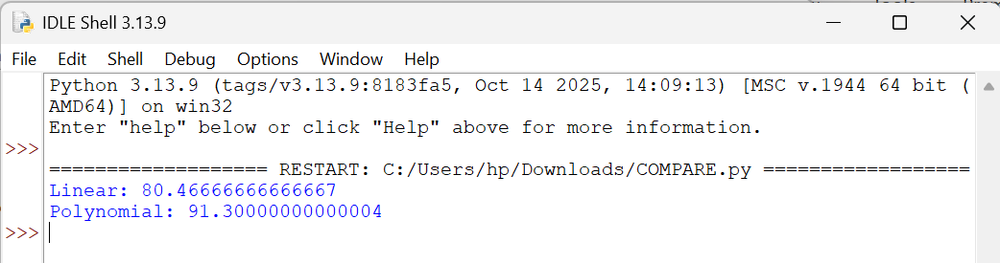 IDLE Shell 3.13.9
File Edit Shell Debug Options Window Help
Python 3.13.9 (tags/v3.13.9:8183fa5, Oct 14 2025, 14:09:13) [MSC v.1944 64 bit (
AMD64)] on win32
Enter "help" below or click "Help" above for more information.
>>>
=================== RESTART: C:/Users/hp/Downloads/COMPARE.py ==================
Linear: 80.46666666666667
Polynomial: 91.30000000000004
>>>